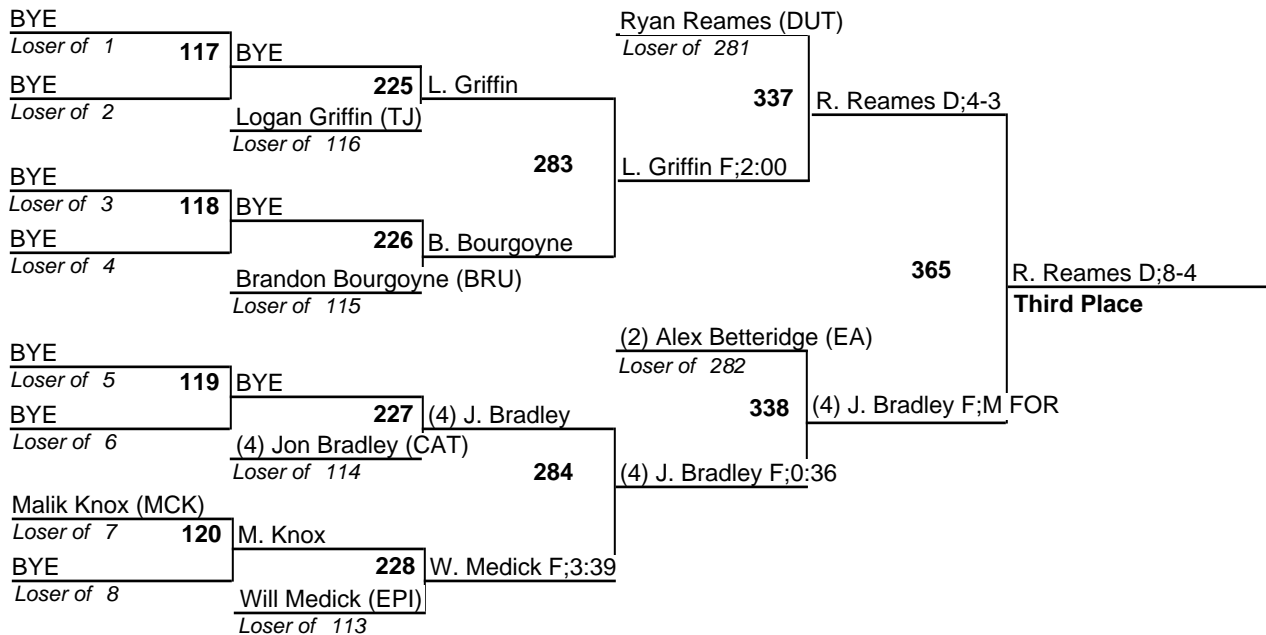 BYE
Loser of 1
117
BYE
Loser of 2
BYE
225
Logan Griffin (TJ)
Loser of 116
L. Griffin
BYE
Loser of 3
118
BYE
Loser of 4
BYE
226
Brandon Bourgoyne (BRU)
Loser of 115
B. Bourgoyne
283
L. Griffin F;2:00
Ryan Reames (DUT)
Loser of 281
337
R. Reames D;4-3
BYE
Loser of 5
119
BYE
Loser of 6
BYE
227
(4) Jon Bradley (CAT)
Loser of 114
(4) J. Bradley
Malik Knox (MCK)
Loser of 7
120
BYE
Loser of 8
M. Knox
228
Will Medick (EPI)
Loser of 113
W. Medick F;3:39
284
(4) J. Bradley F;0:36
(2) Alex Betteridge (EA)
Loser of 282
338
(4) J. Bradley F;M FOR
365
R. Reames D;8-4
Third Place